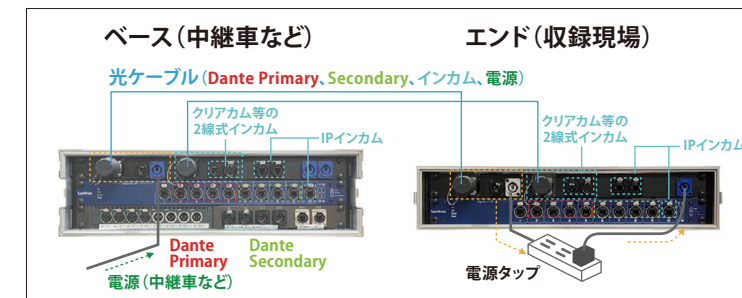 ベース（中継車など）
エンド（収録現場）
光ケーブル（Dante Primary、Secondary、インカム、電源）
クリアカム等の
2線式インカム
IPインカム
クリアカム等の
2線式インカム
IPインカム
luminex
luminex
Dante
Primary
Dante
Secondary
電源（中継車など）
電源タップ